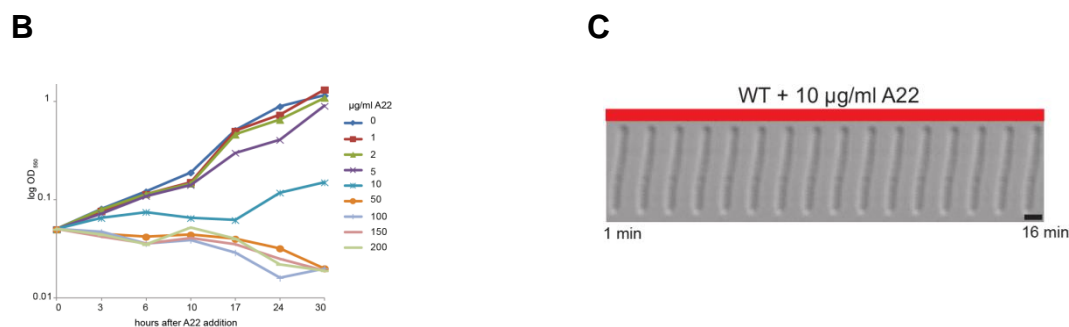 B
C
µg/ml A22
0
1
2
5
10
50
100
150
200
1
0.1
0.01
log OD 550
0 3 6 10 17 24 30
hours after A22 addition
WT + 10 µg/ml A22
1 min 16 min